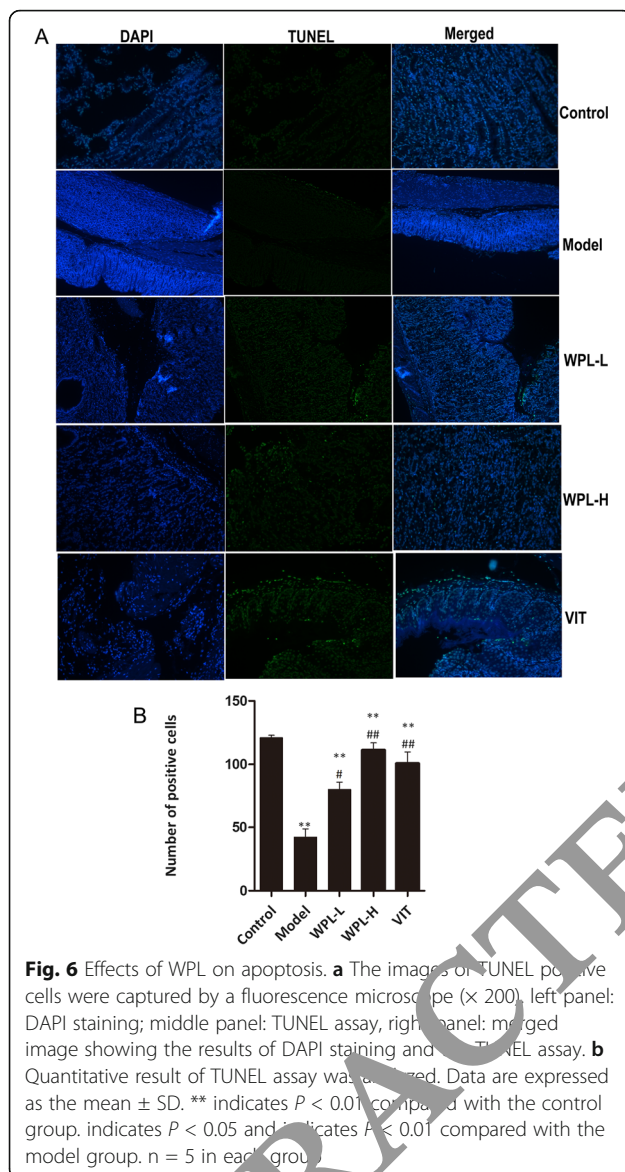 A
DAPI TUNEL Merged
Control
Model
WPL-L
WPL-H
VIT
B
Number of positive cells
150
100
50
0
**
** #
** ##
** ##
Control Model WPL-L WPL-H VIT
Fig. 6 Effects of WPL on apoptosis. a The images of TUNEL positive
cells were captured by a fluorescence microscope (× 200), left panel:
DAPI staining; middle panel: TUNEL assay, right panel: merged
image showing the results of DAPI staining and TUNEL assay. b
Quantitative result of TUNEL assay was analyzed. Data are expressed
as the mean ± SD. ** indicates P < 0.01 compared with the control
group. indicates P < 0.05 and indicates P < 0.01 compared with the
model group. n = 5 in each group
RACTE